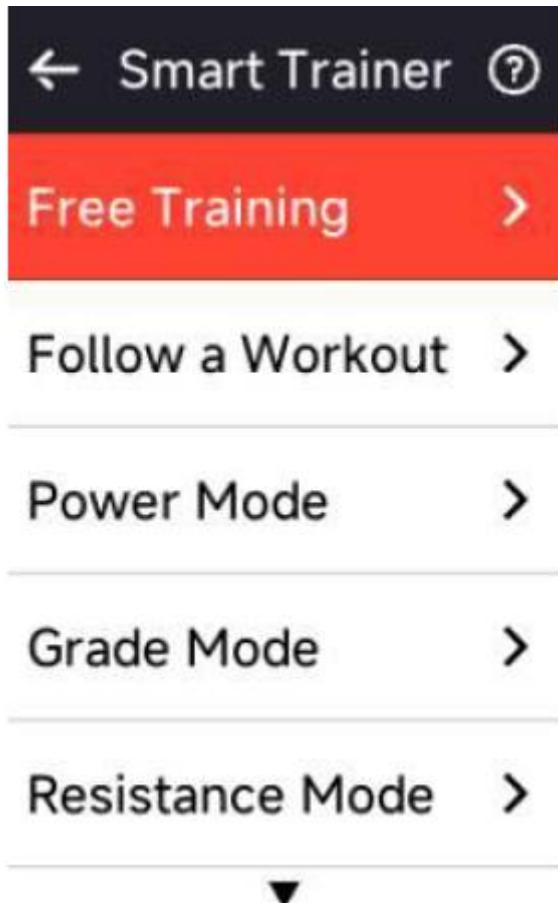 Smart Trainer ?
Free Training
Follow a Workout
Power Mode
Grade Mode
Resistance Mode